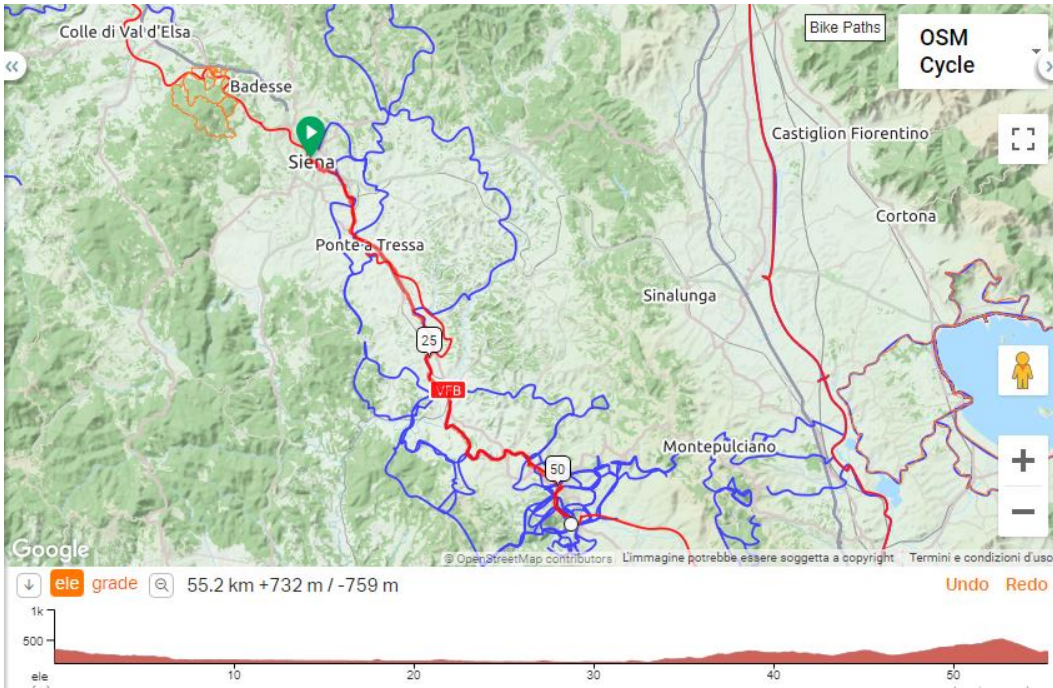 Colle di Val d'Elsa
Bike Paths
OSM
Cycle
Badesse
Castiglion Fiorentino
Siena
Cortona
Ponte a Tressa
Sinalunga
25
VFB
Montepulciano
50
Google
© OpenStreetMap contributors
L'immagine potrebbe essere soggetta a copyright
Termini e condizioni d'uso
ele grade 55.2 km +732 m / -759 m Undo Redo
1k
500
ele 10 20 30 40 50